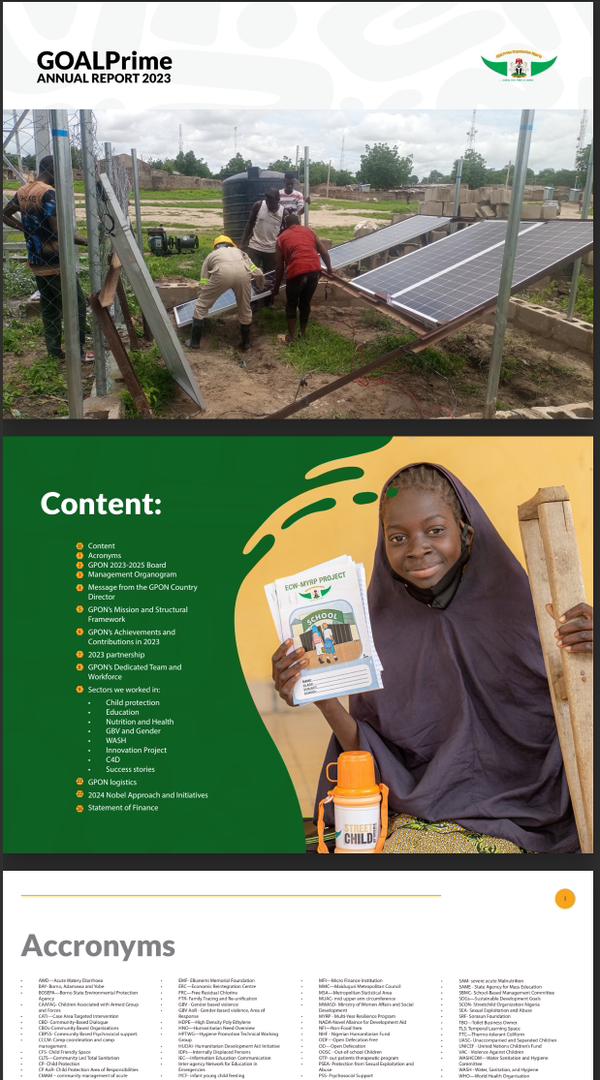 GOALPrime
ANNUAL REPORT 2023
Content:
Content
Acronyms
GPON 2023-2025 Board
Management Organogram
Message from the GPON Country
Director
GPON's Mission and Structural
Framework
GPON's Achievements and
Contributions in 2023
2023 partnership
GPON's Dedicated Team and
Workforce
Sectors we worked in:
• Child protection
• Education
• Nutrition and Health
• GBV and Gender
• WASH
• Innovation Project
• C4D
• Success stories
GPON logistics
2024 Nobel Approach and Initiatives
Statement of Finance
ECW-MYRP PROJECT
SCHOOL
STREET
CHILD
1
Accronyms
AWD—Acute Watery Diarrhoea
BAY- Borno, Adamawa and Yobe
BOSEPA—Borno State Environmental Protection
Agency
CAAFAG- Children Associated with Armed Group
and Forces
CATI—Case Area Targeted Intervention
CBD- Community-Based Dialogue
CBOs-Community Based Organisations
CBPSS- Community Based Psychosocial support
CCCM- Camp coordination and camp
management.
CFS- Child Friendly Space
CLTS—Community Led Total Sanitation
CP- Child Protection
CP AoR- Child Protection Area of Responsibilities
CMAM – community management of acute
EMF- ElBunems Memorial Foundation
ERC—Economic Reintegration Centre
FRC—Free Residual Chlorine
FTR- Family Tracing and Re-unification
GBV - Gender based violence
GBV AoR - Gender based violence, Area of
Response
HDPE—High Density Poly Ethylene
HNO—Humanitarian Need Overview
HTTWG—Hygiene Promotion Technical Working
Group
HUDAI- Humanitarian Development Aid Initiative
IDPs—Internally Displaced Persons
ISC—Information Education Communication
Inter-agency Network for Education in
Emergencies
IYCF- infant young child feeding
MFI – Micro Finance Institution
MMC—Maiduguri Metropolitan Council
MSA—Metropolitan Statistical Area
MUAC- mid upper arm circumference
MWASD- Ministry of Women Affairs and Social
Development
MYRP - Multi-Year Resilience Program
NADA-Novel Alliance for Development Aid
NFI—Non Food Item
NHF - Nigerian Humanitarian Fund
ODF—Open Defecation Free
OD—Open Defecation
OOSC - Out-of-School Children
OTP- out patients therapeutic program
PSEA- Protection from Sexual Exploitation and
Abuse
PSS- Psychosocial Support
SAM- severe acute Malnutrition
SAME - State Agency for Mass Education
SBMC- School-Based Management Committee
SDGs—Sustainable Development Goals
SEA- Sexual Exploitation and Abuse
SRF- Sonsoun Foundation
TBO—Toilet Business Owner
TLS- Temporary Learning Space
UASC- Unaccompanied and Separated Children
UNICEF - United Nations Children's Fund
VAC - Violence Against Children
WASHCOM—Water Sanitation and Hygiene
Committee
WASH—Water, Sanitation, and Hygiene
WHO—World Health Organisation